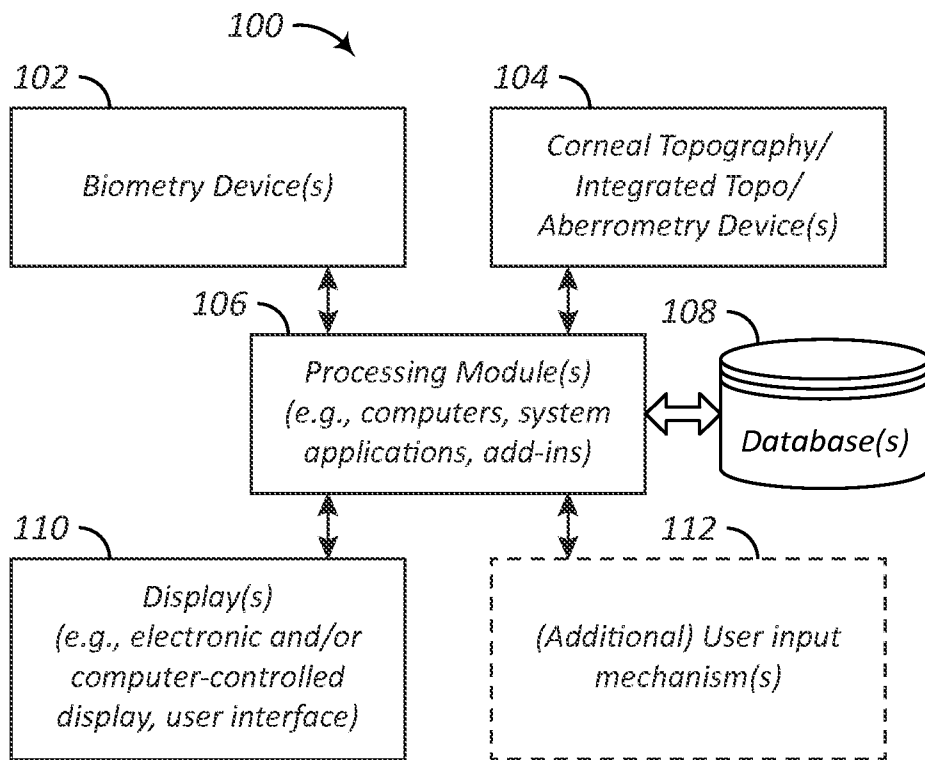 100
102
104
Biometry Device(s)
Corneal Topography/
Integrated Topo/
Aberrometry Device(s)
106
108
Processing Module(s)
(e.g., computers, system
applications, add-ins)
Database(s)
110
112
Display(s)
(e.g., electronic and/or
computer-controlled
display, user interface)
(Additional) User input
mechanism(s)